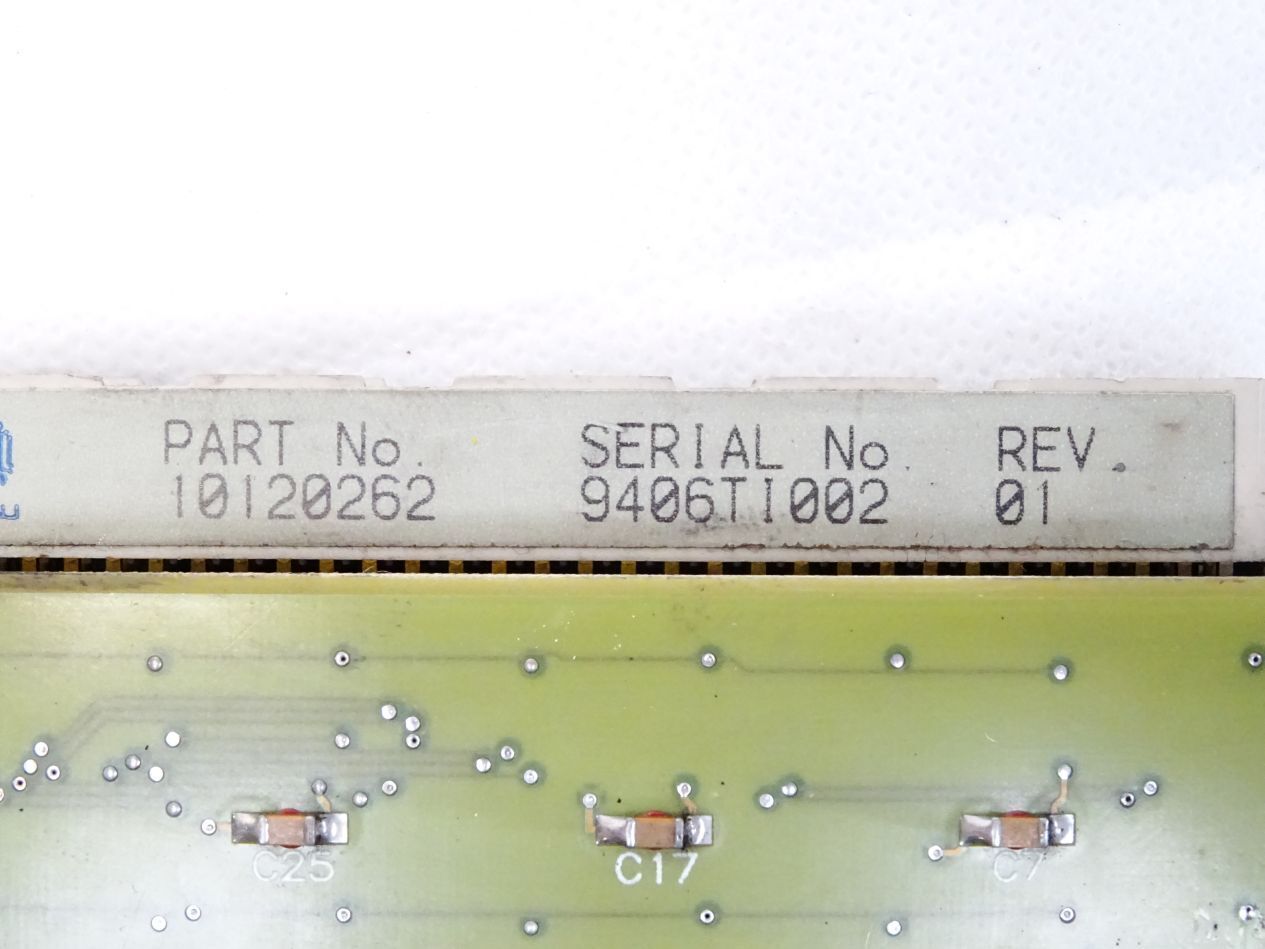 PART No. SERIAL No. REV.
10120262 9406TI002 01
C25 C17 C7